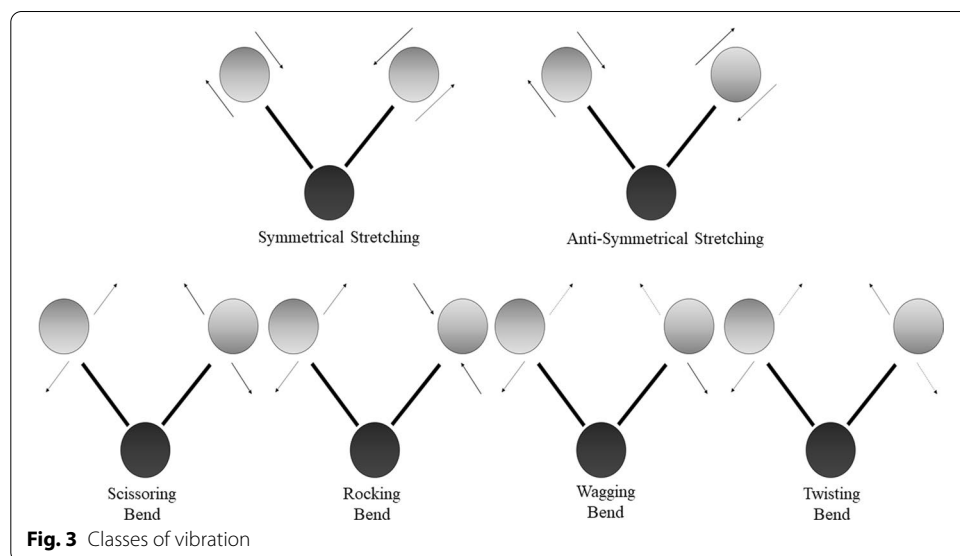 Symmetrical Stretching
Anti-Symmetrical Stretching
Scissoring
Bend
Rocking
Bend
Wagging
Bend
Twisting
Bend
Fig. 3 Classes of vibration